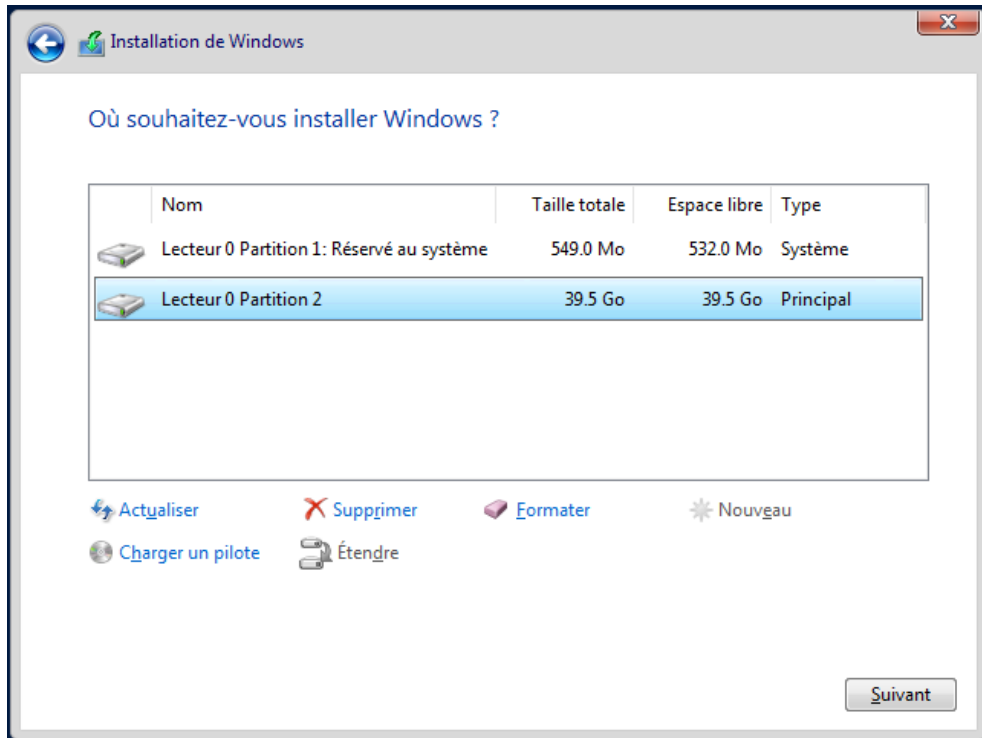 Installation de Windows
Où souhaitez-vous installer Windows ?
Nom Taille totale Espace libre Type
Lecteur 0 Partition 1: Réservé au système 549.0 Mo 532.0 Mo Système
Lecteur 0 Partition 2 39.5 Go 39.5 Go Principal
Actualiser Supprimer Formater Nouveau
Charger un pilote Étendre
Suivant